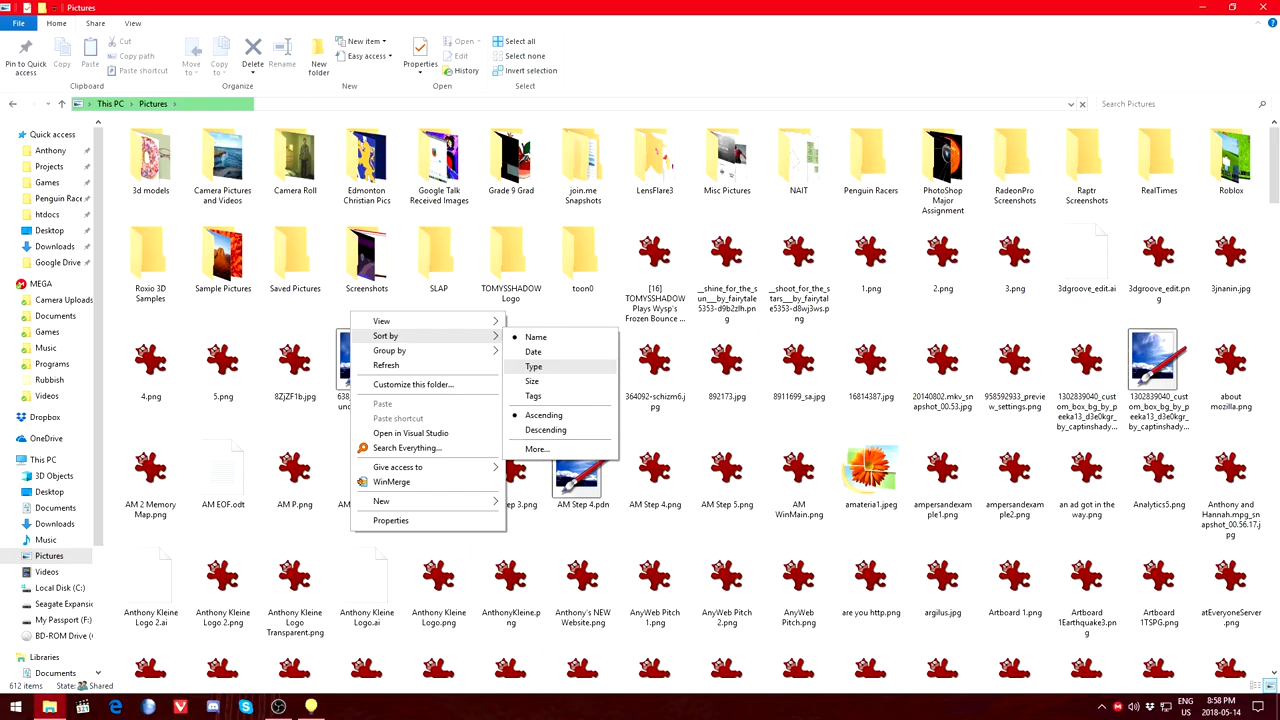 Pictures
File
Home
Share
View
Pin to Quick access
Copy
Paste
Cut
Copy path
Paste shortcut
Move to
Copy to
Delete
Rename
New folder
New item
Easy access
Properties
Open
Edit
History
Select all
Select none
Invert selection
Clipboard
Organize
New
Open
Select
This PC
Pictures
Search Pictures
Quick access
Anthony
Projects
Games
Penguin Race
htdocs
Desktop
Downloads
Google Drive
MEGA
Camera Uploads
Documents
Games
Music
Programs
Rubbish
Videos
Dropbox
OneDrive
This PC
3D Objects
Desktop
Documents
Downloads
Music
Pictures
Videos
Local Disk (C:)
Seagate Expansi
My Passport (F:)
BD-ROM Drive (
Libraries
Documents
3d models
Camera Pictures and Videos
Camera Roll
Edmonton Christian Pics
Google Talk Received Images
Grade 9 Grad
join.me Snapshots
LensFlare3
Misc Pictures
NAIT
Penguin Racers
PhotoShop Major Assignment
RadeonPro Screenshots
Raptr Screenshots
RealTimes
Roblox
Roxio 3D Samples
Sample Pictures
Saved Pictures
Screenshots
SLAP
TOMYSSHADOW Logo
toon0
[16] TOMYSSHADOW Plays Wysp's Frozen Bounce ...
__shine_for_the_sun___by_fairytale5353-d9b2zlh.png
__shoot_for_the_stars___by_fairytale5353-d8wj3ws.png
1.png
2.png
3.png
3dgroove_edit.ai
3dgroove_edit.png
3jnanin.jpg
4.png
5.png
8ZjZF1b.jpg
364092-schizm6.jpg
892173.jpg
8911699_sa.jpg
16814387.jpg
20140802.mkv_snapshot_00.53.jpg
958592933_preview_settings.png
1302839040_custom_box_bg_by_peeka13_d3e0kgr_by_captinshady...
1302839040_custom_box_bg_by_peeka13_d3e0kgr_by_captinshady...
about mozilla.png
View
Sort by
Group by
Refresh
Customize this folder...
Paste
Paste shortcut
Open in Visual Studio
Search Everything...
Give access to
WinMerge
New
Properties
Name
Date
Type
Size
Tags
Ascending
Descending
More...
AM 2 Memory Map.png
AM EOF.odt
AM P.png
ep 3.png
AM Step 4.pdn
AM Step 4.png
AM Step 5.png
AM WinMain.png
amateria1.jpeg
ampersandexample1.png
ampersandexample2.png
an ad got in the way.png
Analytics5.png
Anthony and Hannah.mpg_snapshot_00.56.17.jpg
Anthony Kleine Logo 2.ai
Anthony Kleine Logo 2.png
Anthony Kleine Logo Transparent.png
Anthony Kleine Logo.ai
Anthony Kleine Logo.png
AnthonyKleine.png
Anthony's NEW Website.png
AnyWeb Pitch 1.png
AnyWeb Pitch 2.png
AnyWeb Pitch.png
are you http.png
argilus.jpg
Artboard 1.png
Artboard 1Earthquake3.png
Artboard 1TSPG.png
atEveryoneServer.png
612 items
State: Shared
ENG
US
8:58 PM
2018-05-14